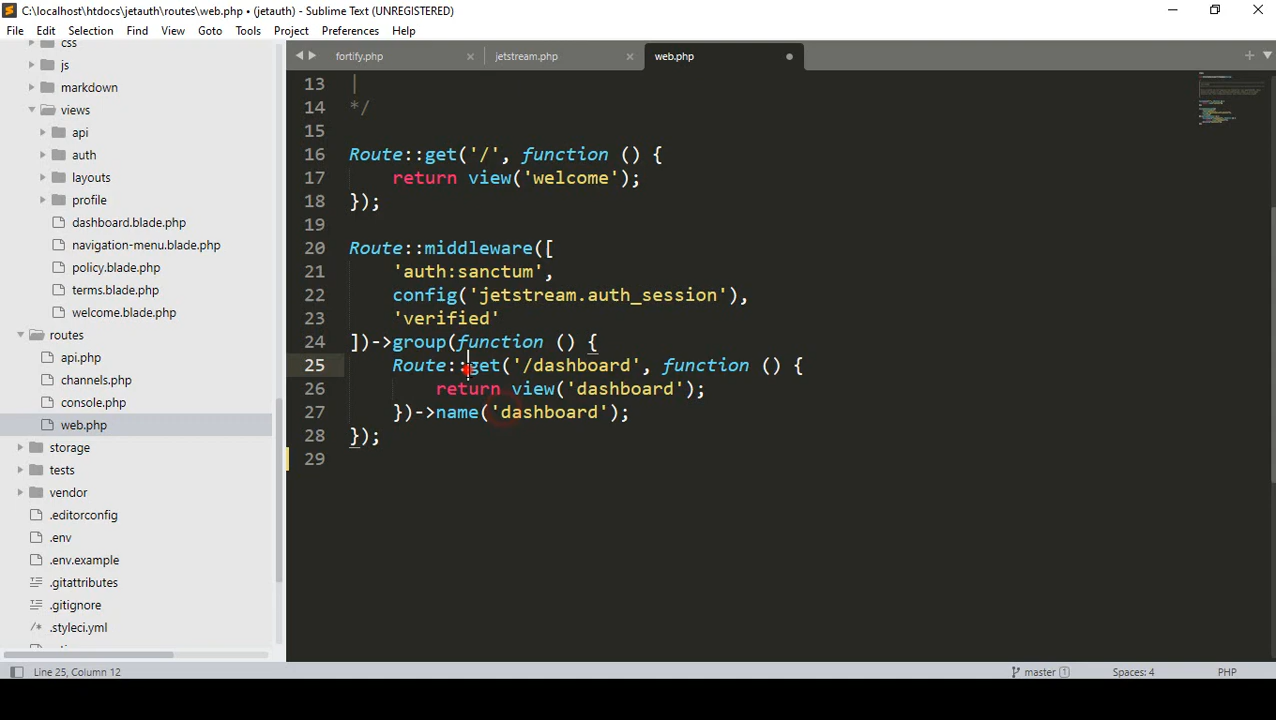 C:\localhost\htdocs\jetauth\routes\web.php • (jetauth) - Sublime Text (UNREGISTERED)
File Edit Selection Find View Goto Tools Project Preferences Help
css
js
markdown
views
api
auth
layouts
profile
dashboard.blade.php
navigation-menu.blade.php
policy.blade.php
terms.blade.php
welcome.blade.php
routes
api.php
channels.php
console.php
web.php
storage
tests
vendor
.editorconfig
.env
.env.example
.gitattributes
.gitignore
.styleci.yml
fortify.php jetstream.php web.php
13 |
14 */
15
16 Route::get('/', function () {
17 return view('welcome');
18 });
19
20 Route::middleware([
21 'auth:sanctum',
22 config('jetstream.auth_session'),
23 'verified'
24 ])->group(function () {
25 Route::get('/dashboard', function () {
26 return view('dashboard');
27 })->name('dashboard');
28 });
29
Line 25, Column 12 master 1 Spaces: 4 PHP